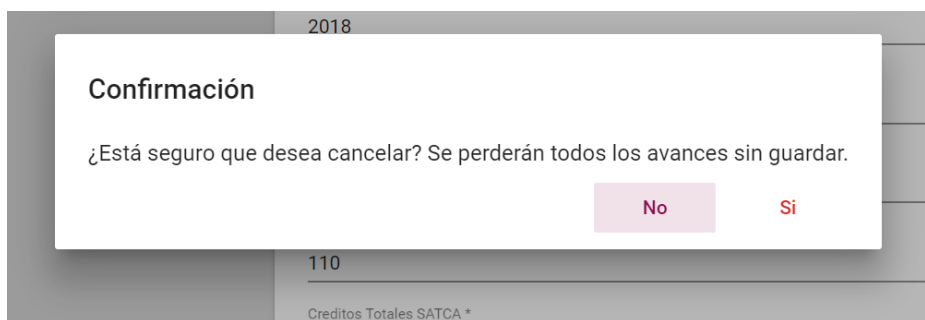 2018
Confirmación
¿Está seguro que desea cancelar? Se perderán todos los avances sin guardar.
No Si
110
Creditos Totales SATCA *